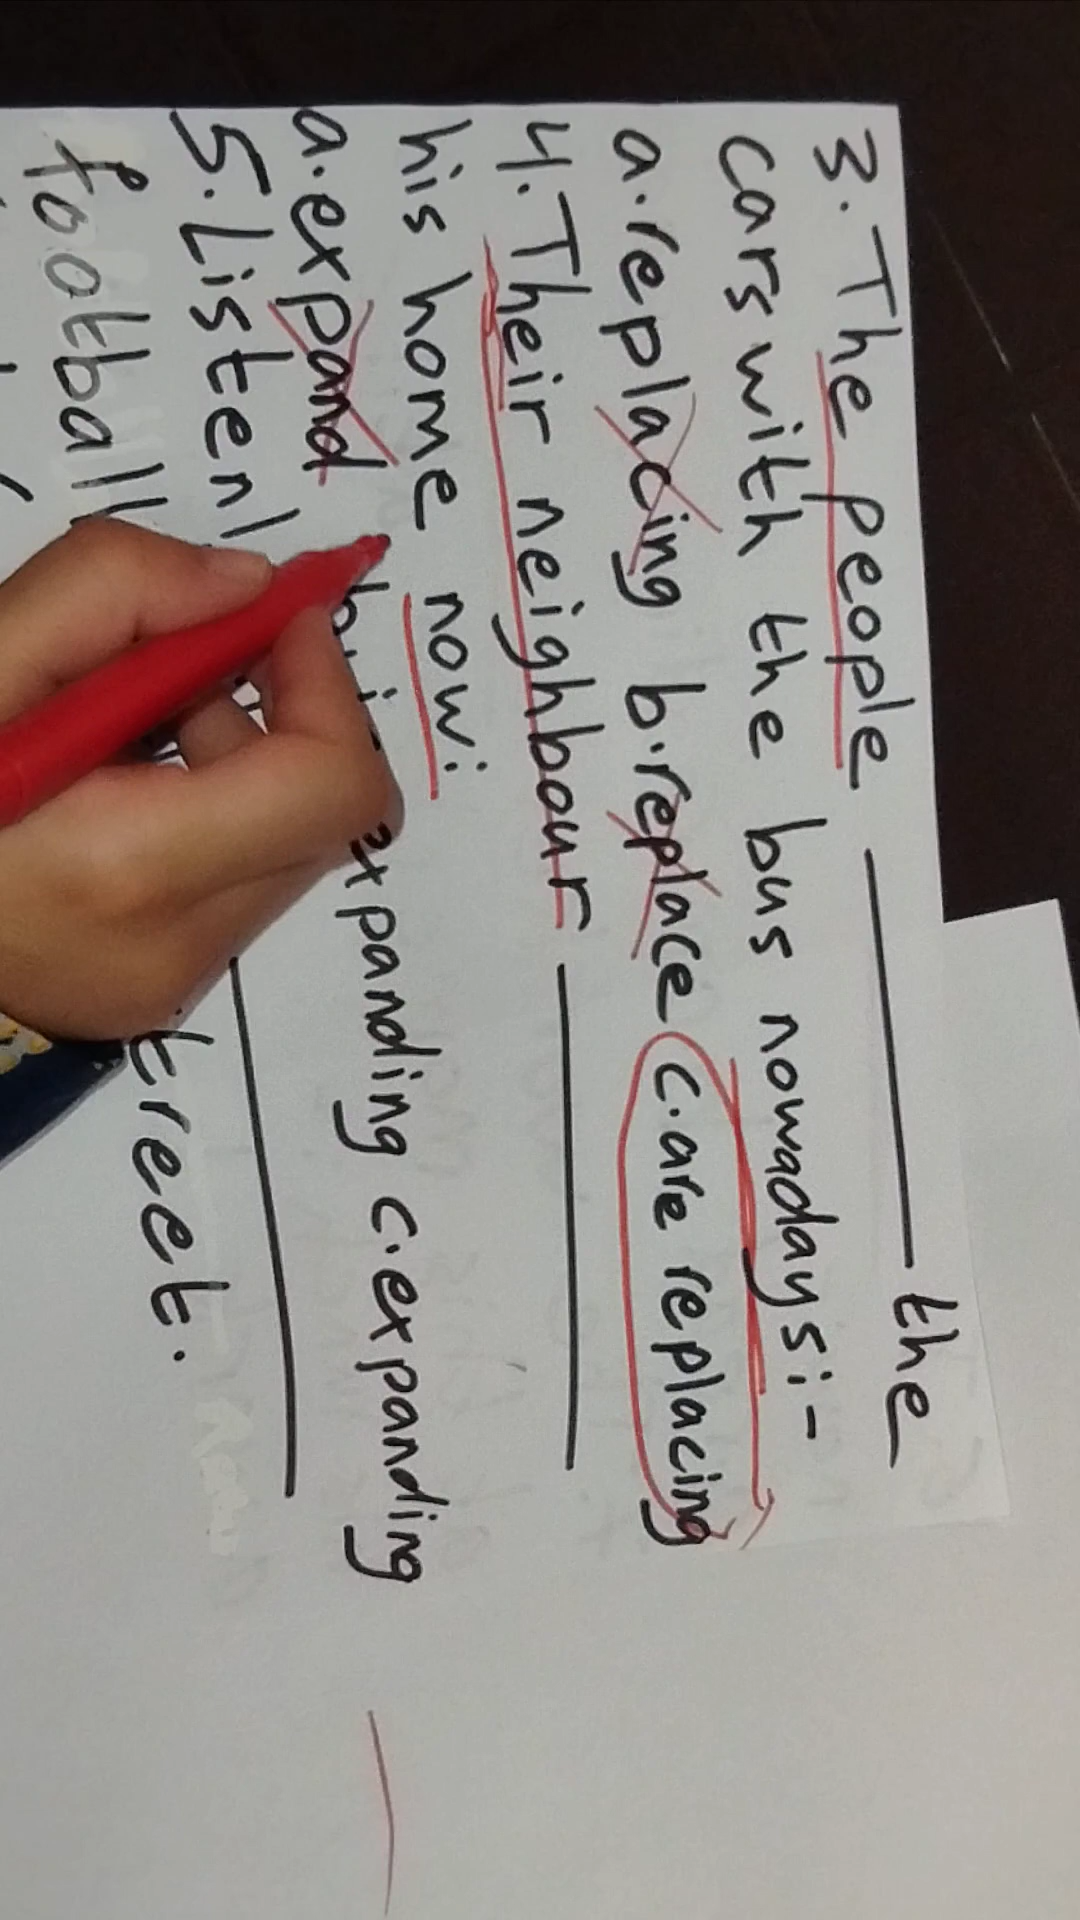 3. The people ______ the
cars with the bus nowadays:-
a. replacing b. replace c. are replacing
4. Their neighbour ______
his home now:
a. expand expanding c. expanding
5. Listen!
football treet.